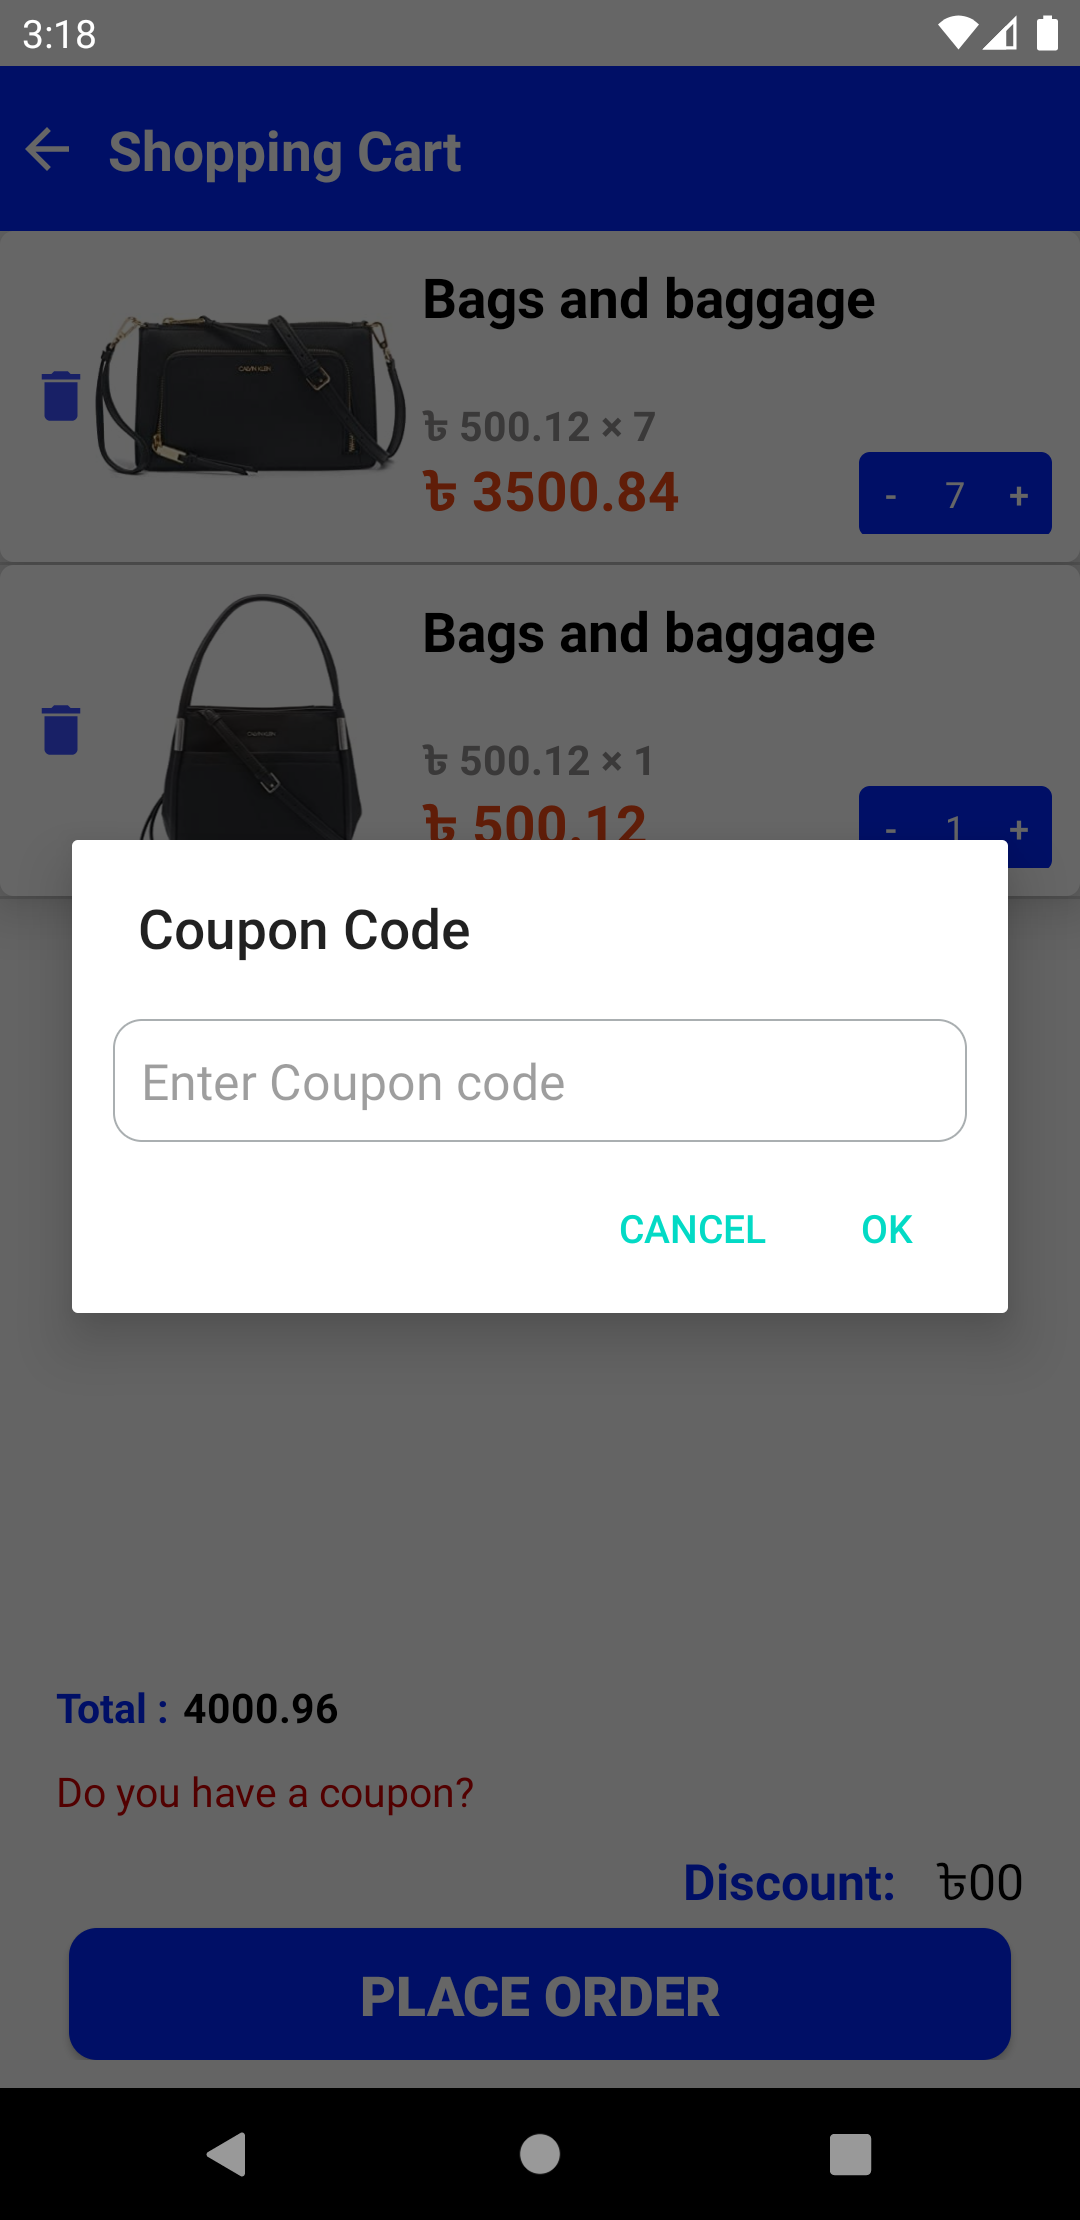 3:18
Shopping Cart
Bags and baggage
CALVIN KLEIN
৳ 500.12 × 7
৳ 3500.84
- 7 +
Bags and baggage
CALVIN KLEIN
৳ 500.12 × 1
৳ 500.12
- 1 +
Coupon Code
Enter Coupon code
CANCEL OK
Total : 4000.96
Do you have a coupon?
Discount: ৳00
PLACE ORDER